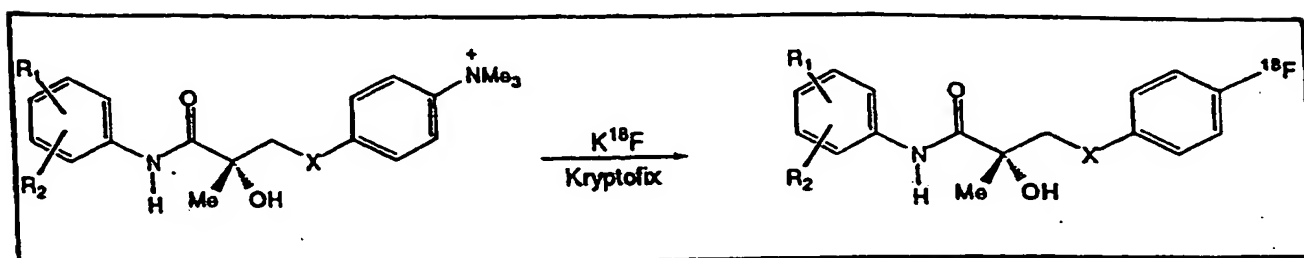 R₁
R₂
O
N
H
Me
OH
X
+
NMe₃
K¹⁸F
Kryptofix
R₁
R₂
O
N
H
Me
OH
X
¹⁸F